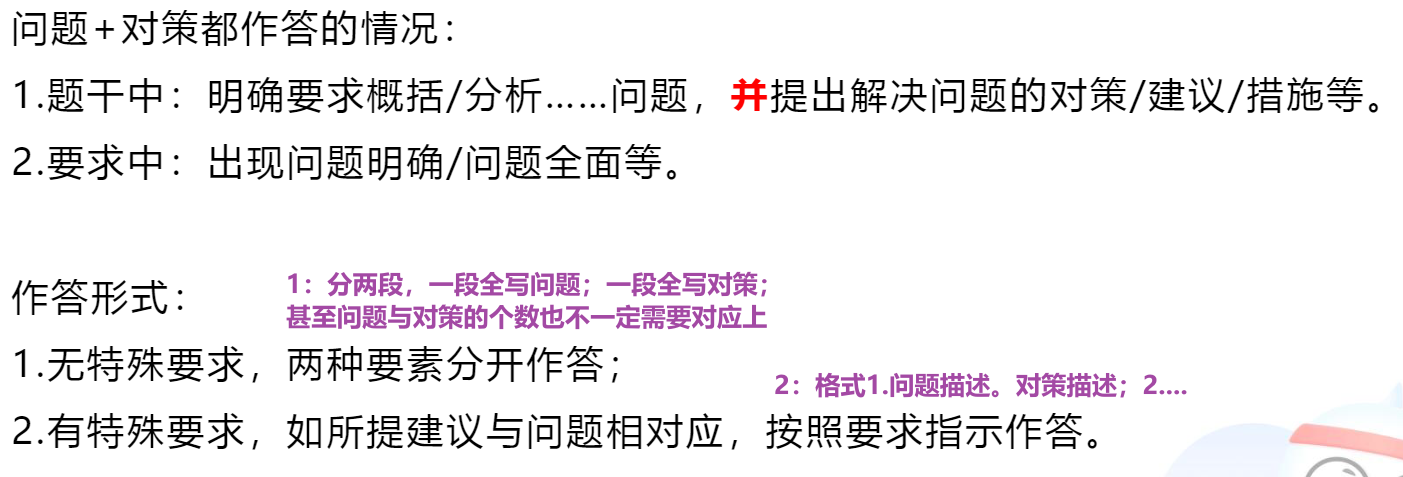 问题+对策都作答的情况：
1.题干中：明确要求概括/分析……问题，并提出解决问题的对策/建议/措施等。
2.要求中：出现问题明确/问题全面等。
作答形式：
1：分两段，一段全写问题；一段全写对策；
甚至问题与对策的个数也不一定需要对应上
1.无特殊要求，两种要素分开作答；
2：格式1.问题描述。对策描述；2....
2.有特殊要求，如所提建议与问题相对应，按照要求指示作答。